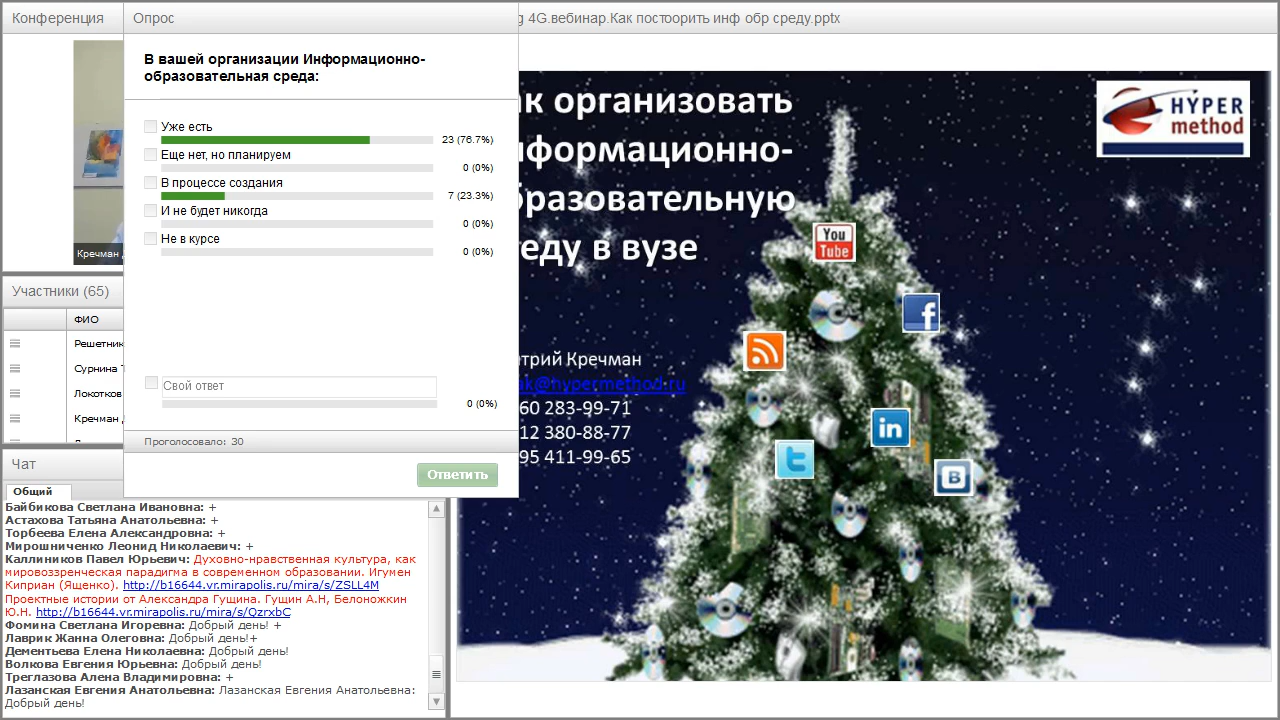 Конференция
Опрос
g 4G.вебинар.Как постоорить инф обр среду.pptx
В вашей организации Информационно-
образовательная среда:
Уже есть
23 (76.7%)
Еще нет, но планируем
0 (0%)
В процессе создания
7 (23.3%)
И не будет никогда
0 (0%)
Не в курсе
0 (0%)
Свой ответ
0 (0%)
Проголосовало: 30
Ответить
Кречман
Участники (65)
ФИО
Решетник
Сурнина Т
Локотков
Кречман
Чат
Общий
Байбикова Светлана Ивановна: +
Астахова Татьяна Анатольевна: +
Торбеева Елена Александровна: +
Мирошниченко Леонид Николаевич: +
Каллиников Павел Юрьевич: Духовно-нравственная культура, как
мировоззренческая парадигма в современном образовании. Игумен
Киприан (Ященко). http://b16644.vr.mirapolis.ru/mira/s/ZSLL4M
Проектные истории от Александра Гущина. Гущин А.Н, Белоножкин
Ю.Н. http://b16644.vr.mirapolis.ru/mira/s/QzrxbC
Фомина Светлана Игоревна: Добрый день! +
Лаврик Жанна Олеговна: Добрый день!+
Дементьева Елена Николаевна: Добрый день!
Волкова Евгения Юрьевна: Добрый день!
Треглазова Алена Владимировна: +
Лазанская Евгения Анатольевна: Лазанская Евгения Анатольевна:
Добрый день!
ак организовать
нформационно-
бразовательную
реду в вузе
итрий Кречман
ak@hypermethod.ru
60 283-99-71
12 380-88-77
95 411-99-65
HYPER
method
You
Tube
f
in
t
B